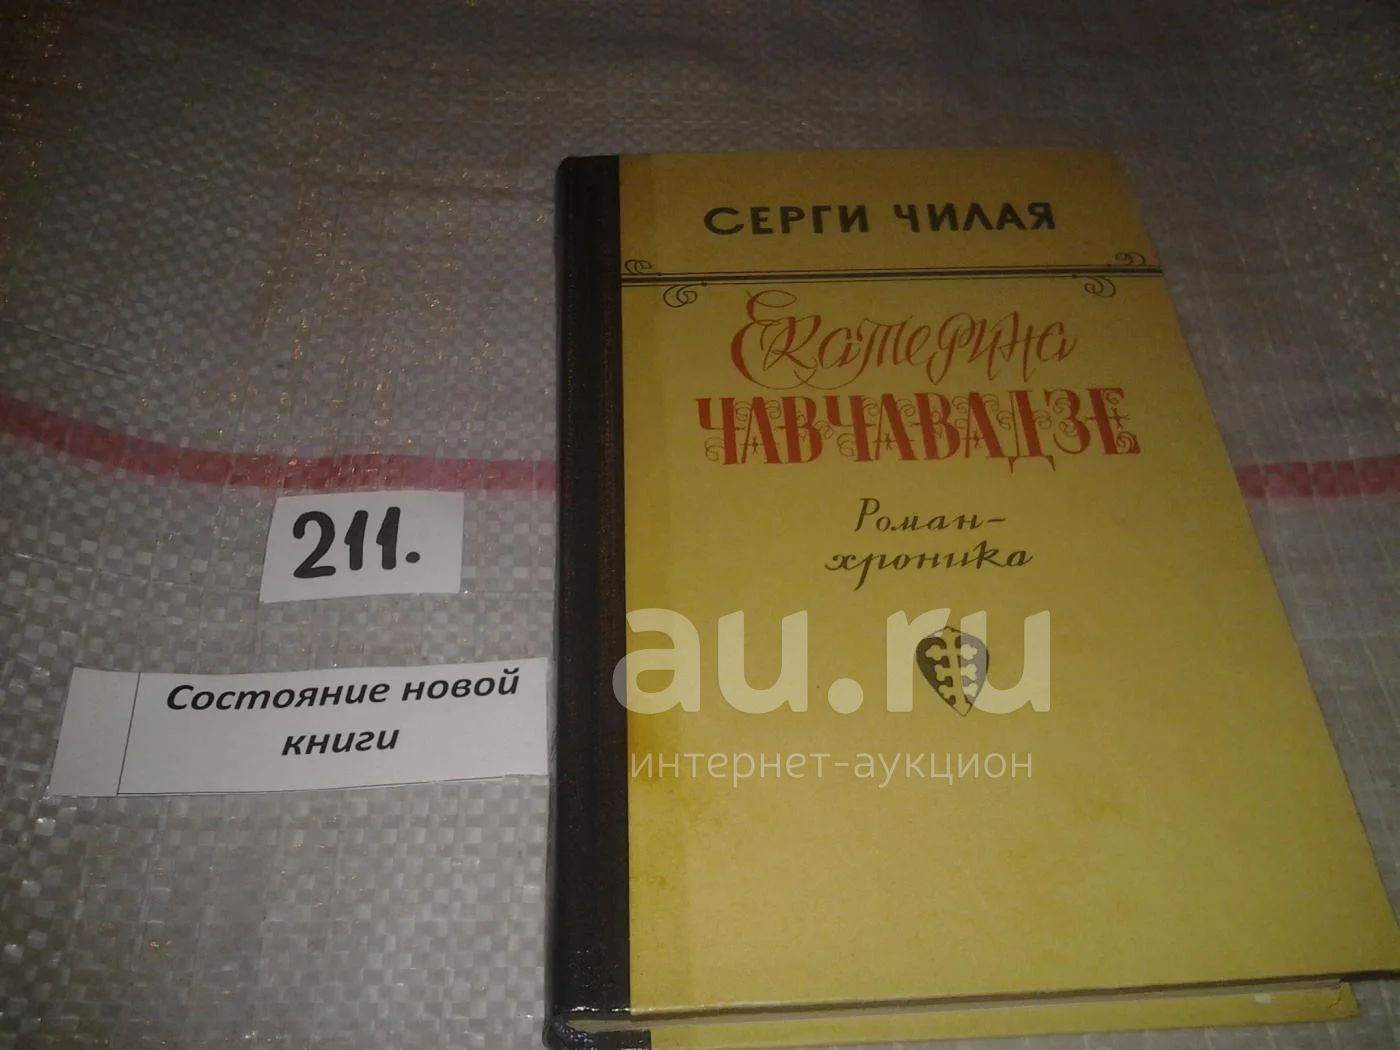 СЕРГИ ЧИЛАЯ
Екатерина
ЧАВЧАВАДЗЕ
Роман-
хроника
211.
Состояние новой
книги
au.ru
интернет-аукцион